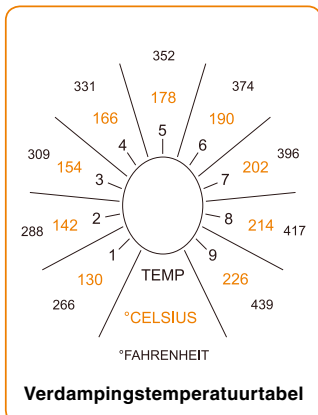 352
331 374
178
166 190
5
4 6
309 396
154 202
3 7
288 142 2 8 214 417
1 9
130 TEMP 226
266 439
°CELSIUS
°FAHRENHEIT
Verdampingstemperatuurtabel